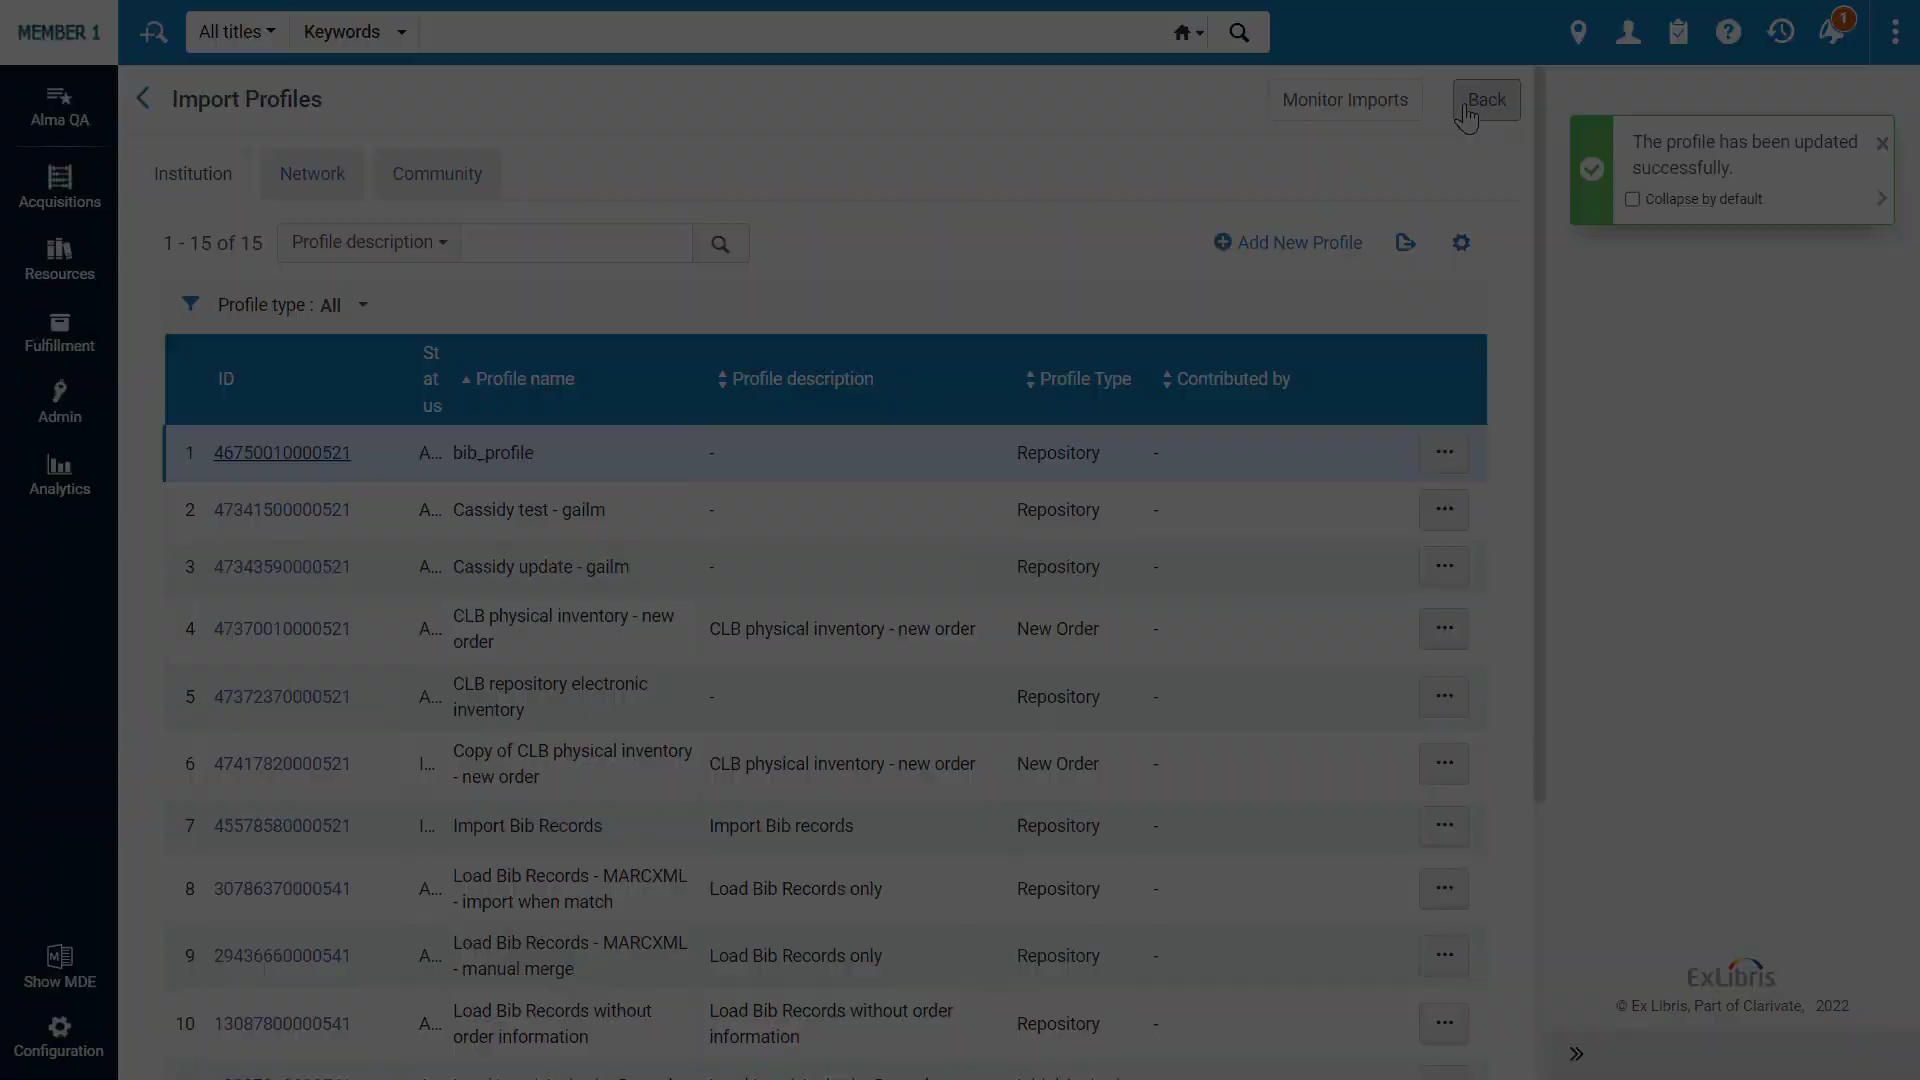 MEMBER 1
All titles
Keywords
1
Alma QA
Acquisitions
Resources
Fulfillment
Admin
Analytics
Show MDE
Configuration
Import Profiles
Monitor Imports
Back
The profile has been updated
successfully.
Collapse by default
Institution
Network
Community
1 - 15 of 15
Profile description
Add New Profile
Profile type : All
ID
St
at
us
Profile name
Profile description
Profile Type
Contributed by
1 46750010000521 A... bib_profile - Repository -
2 47341500000521 A... Cassidy test - gailm - Repository -
3 47343590000521 A... Cassidy update - gailm - Repository -
4 47370010000521 A... CLB physical inventory - new
order
CLB physical inventory - new order New Order -
5 47372370000521 A... CLB repository electronic
inventory
- Repository -
6 47417820000521 I... Copy of CLB physical inventory
- new order
CLB physical inventory - new order New Order -
7 45578580000521 I... Import Bib Records Import Bib records Repository -
8 30786370000541 A... Load Bib Records - MARCXML
- import when match
Load Bib Records only Repository -
9 29436660000541 A... Load Bib Records - MARCXML
- manual merge
Load Bib Records only Repository -
10 13087800000541 A... Load Bib Records without
order information
Load Bib Records without order
information
Repository -
ExLibris
© Ex Libris, Part of Clarivate, 2022